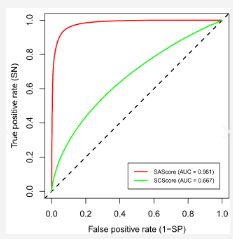 True positive rate (SN)
1.0
0.8
0.6
0.4
0.2
0.0
SAScore (AUC = 0.981)
SCScore (AUC = 0.667)
0.0 0.2 0.4 0.6 0.8 1.0
False positive rate (1−SP)